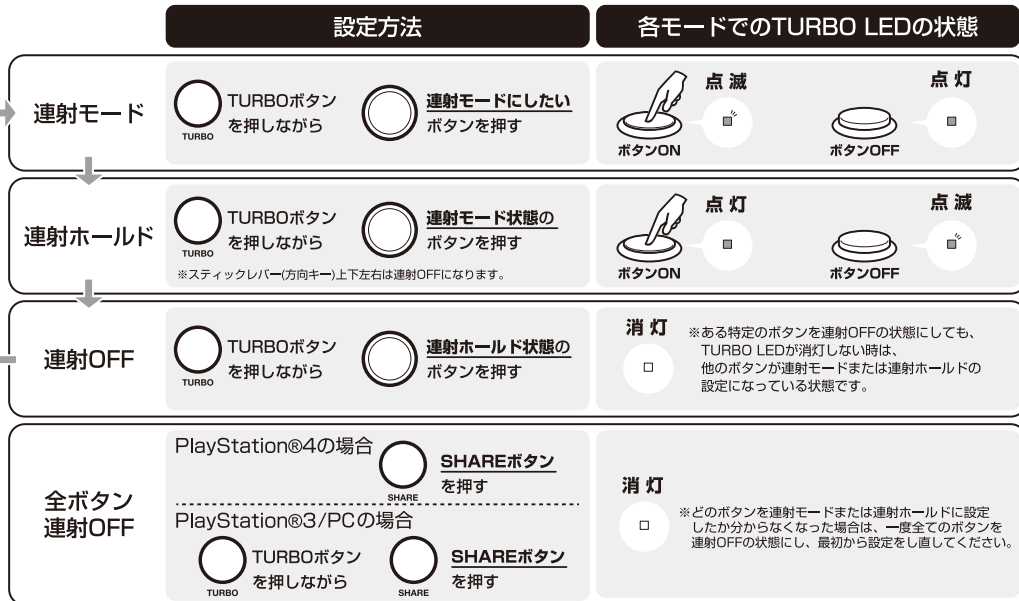 設定方法
各モードでのTURBO LEDの状態
連射モード
TURBO
TURBOボタン
を押しながら
連射モードにしたい
ボタンを押す
点滅
ボタンON
点灯
ボタンOFF
連射ホールド
TURBO
TURBOボタン
を押しながら
連射モード状態の
ボタンを押す
※スティックレバー(方向キー)上下左右は連射OFFになります。
点灯
ボタンON
点滅
ボタンOFF
連射OFF
TURBO
TURBOボタン
を押しながら
連射ホールド状態の
ボタンを押す
消灯
※ある特定のボタンを連射OFFの状態にしても、
TURBO LEDが消灯しない時は、
他のボタンが連射モードまたは連射ホールドの
設定になっている状態です。
全ボタン
連射OFF
PlayStation®4の場合
SHARE
SHAREボタン
を押す
PlayStation®3/PCの場合
TURBO
TURBOボタン
を押しながら
SHARE
SHAREボタン
を押す
消灯
※どのボタンを連射モードまたは連射ホールドに設定
したか分からなくなった場合は、一度全てのボタンを
連射OFFの状態にし、最初から設定をし直してください。